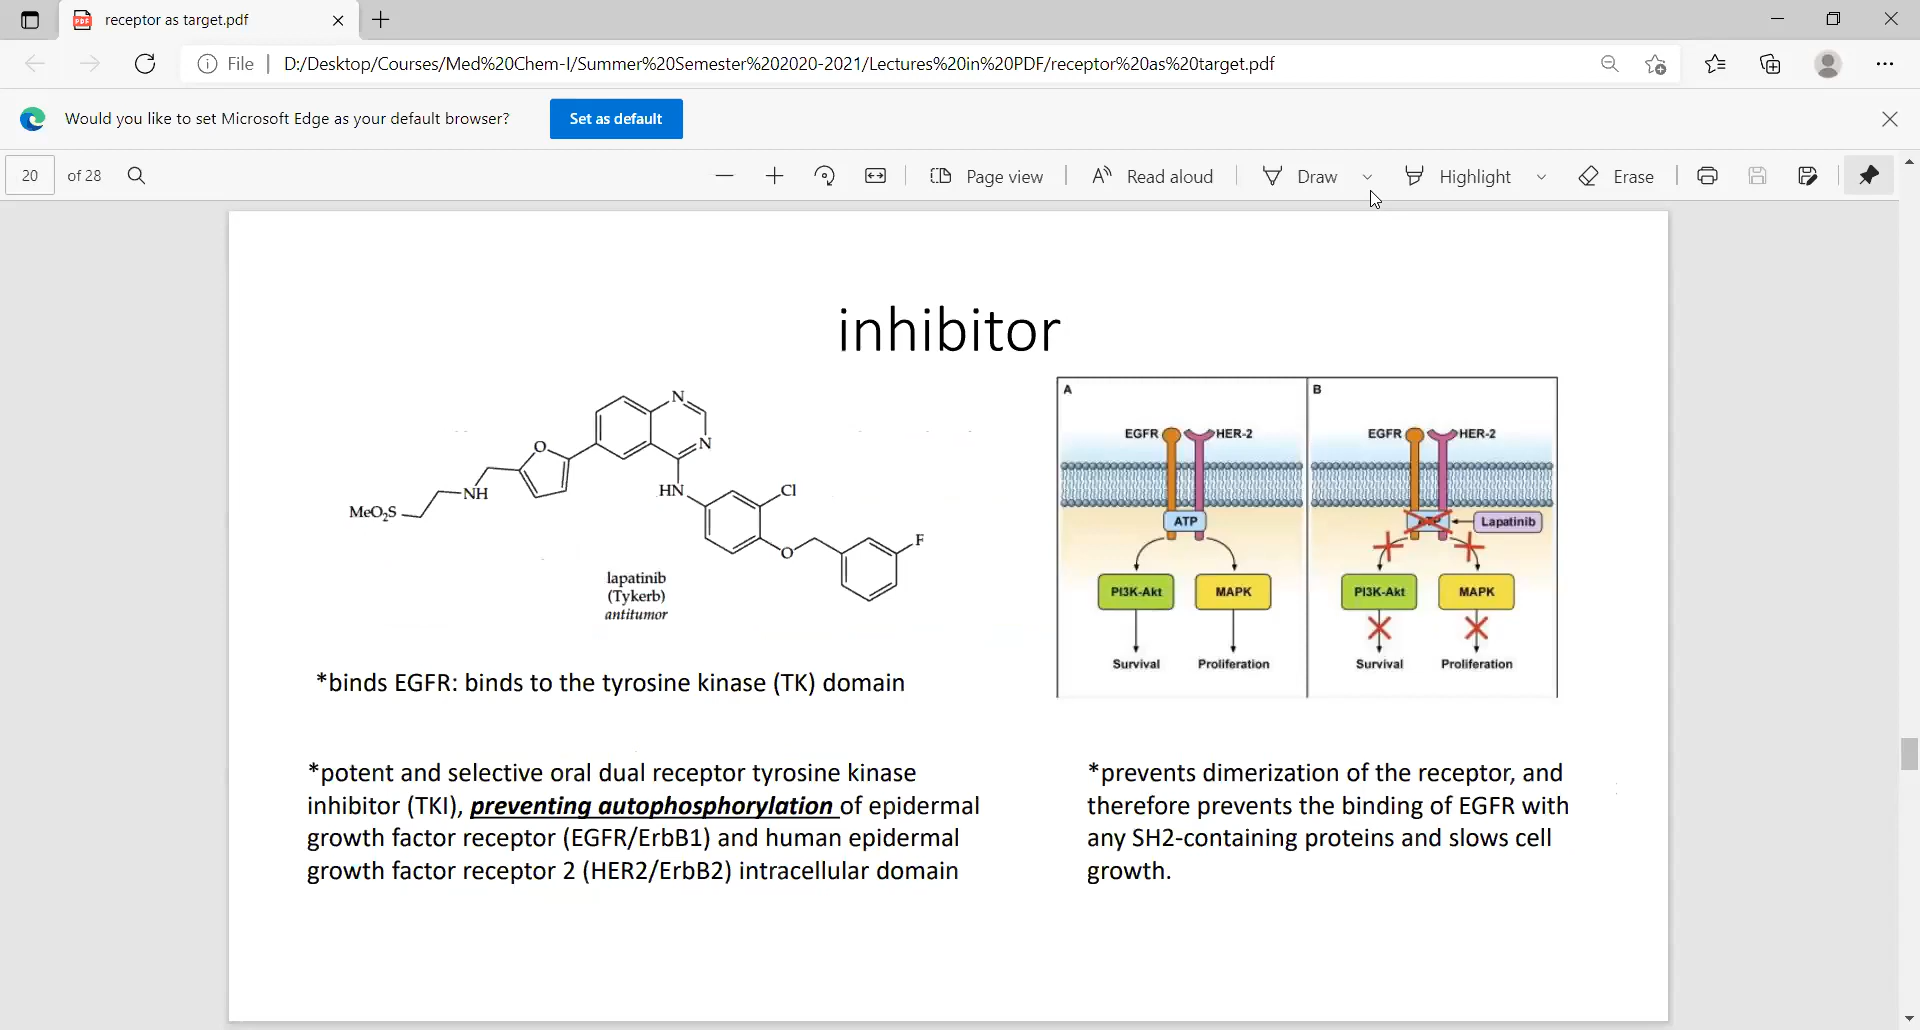 receptor as target.pdf
File
D:/Desktop/Courses/Med%20Chem-I/Summer%20Semester%202020-2021/Lectures%20in%20PDF/receptor%20as%20target.pdf
Would you like to set Microsoft Edge as your default browser?
Set as default
20 of 28
Page view
Read aloud
Draw
Highlight
Erase
inhibitor
N
N
O
NH
MeO₂S
HN
Cl
O
F
lapatinib
(Tykerb)
antitumor
A
EGFR
HER-2
ATP
PI3K-Akt
MAPK
Survival
Proliferation
B
EGFR
HER-2
ATP
Lapatinib
PI3K-Akt
MAPK
Survival
Proliferation
*binds EGFR: binds to the tyrosine kinase (TK) domain
*potent and selective oral dual receptor tyrosine kinase
inhibitor (TKI), preventing autophosphorylation of epidermal
growth factor receptor (EGFR/ErbB1) and human epidermal
growth factor receptor 2 (HER2/ErbB2) intracellular domain
*prevents dimerization of the receptor, and
therefore prevents the binding of EGFR with
any SH2-containing proteins and slows cell
growth.